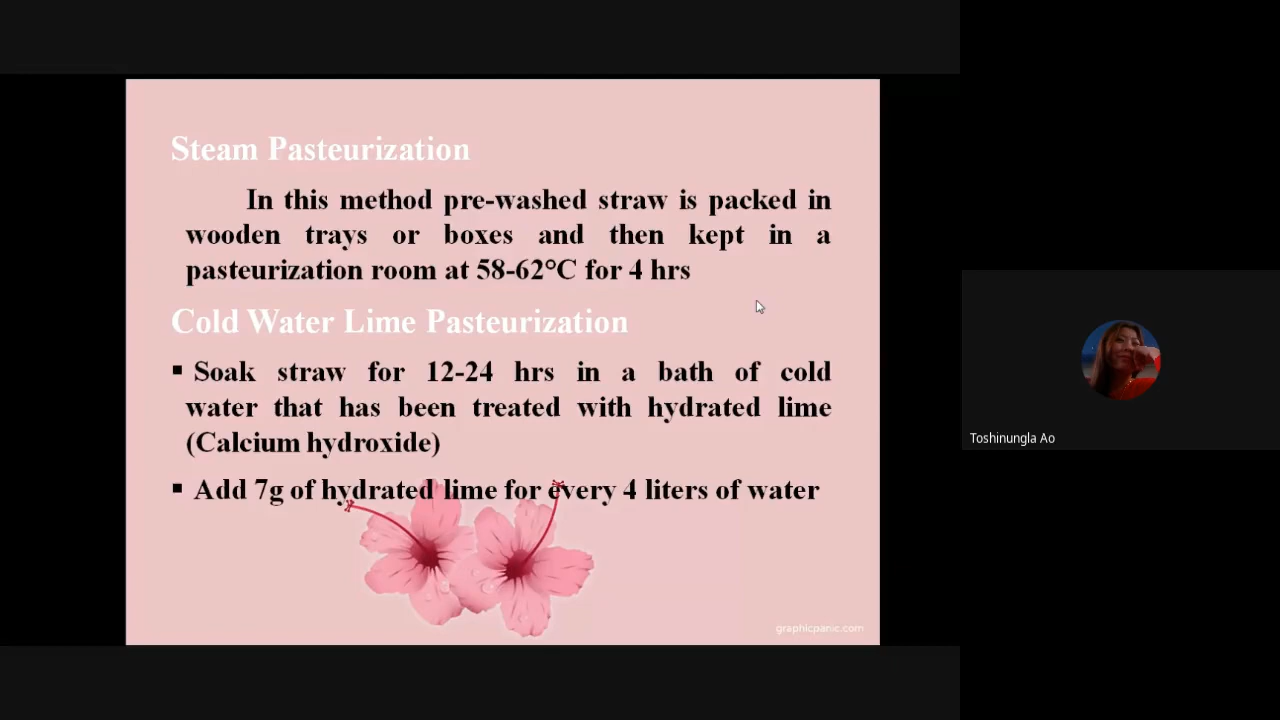 Steam Pasteurization
In this method pre-washed straw is packed in
wooden trays or boxes and then kept in a
pasteurization room at 58-62°C for 4 hrs
Cold Water Lime Pasteurization
▪ Soak straw for 12-24 hrs in a bath of cold
water that has been treated with hydrated lime
(Calcium hydroxide)
▪ Add 7g of hydrated lime for every 4 liters of water
graphicpanic.com
Toshinungla Ao